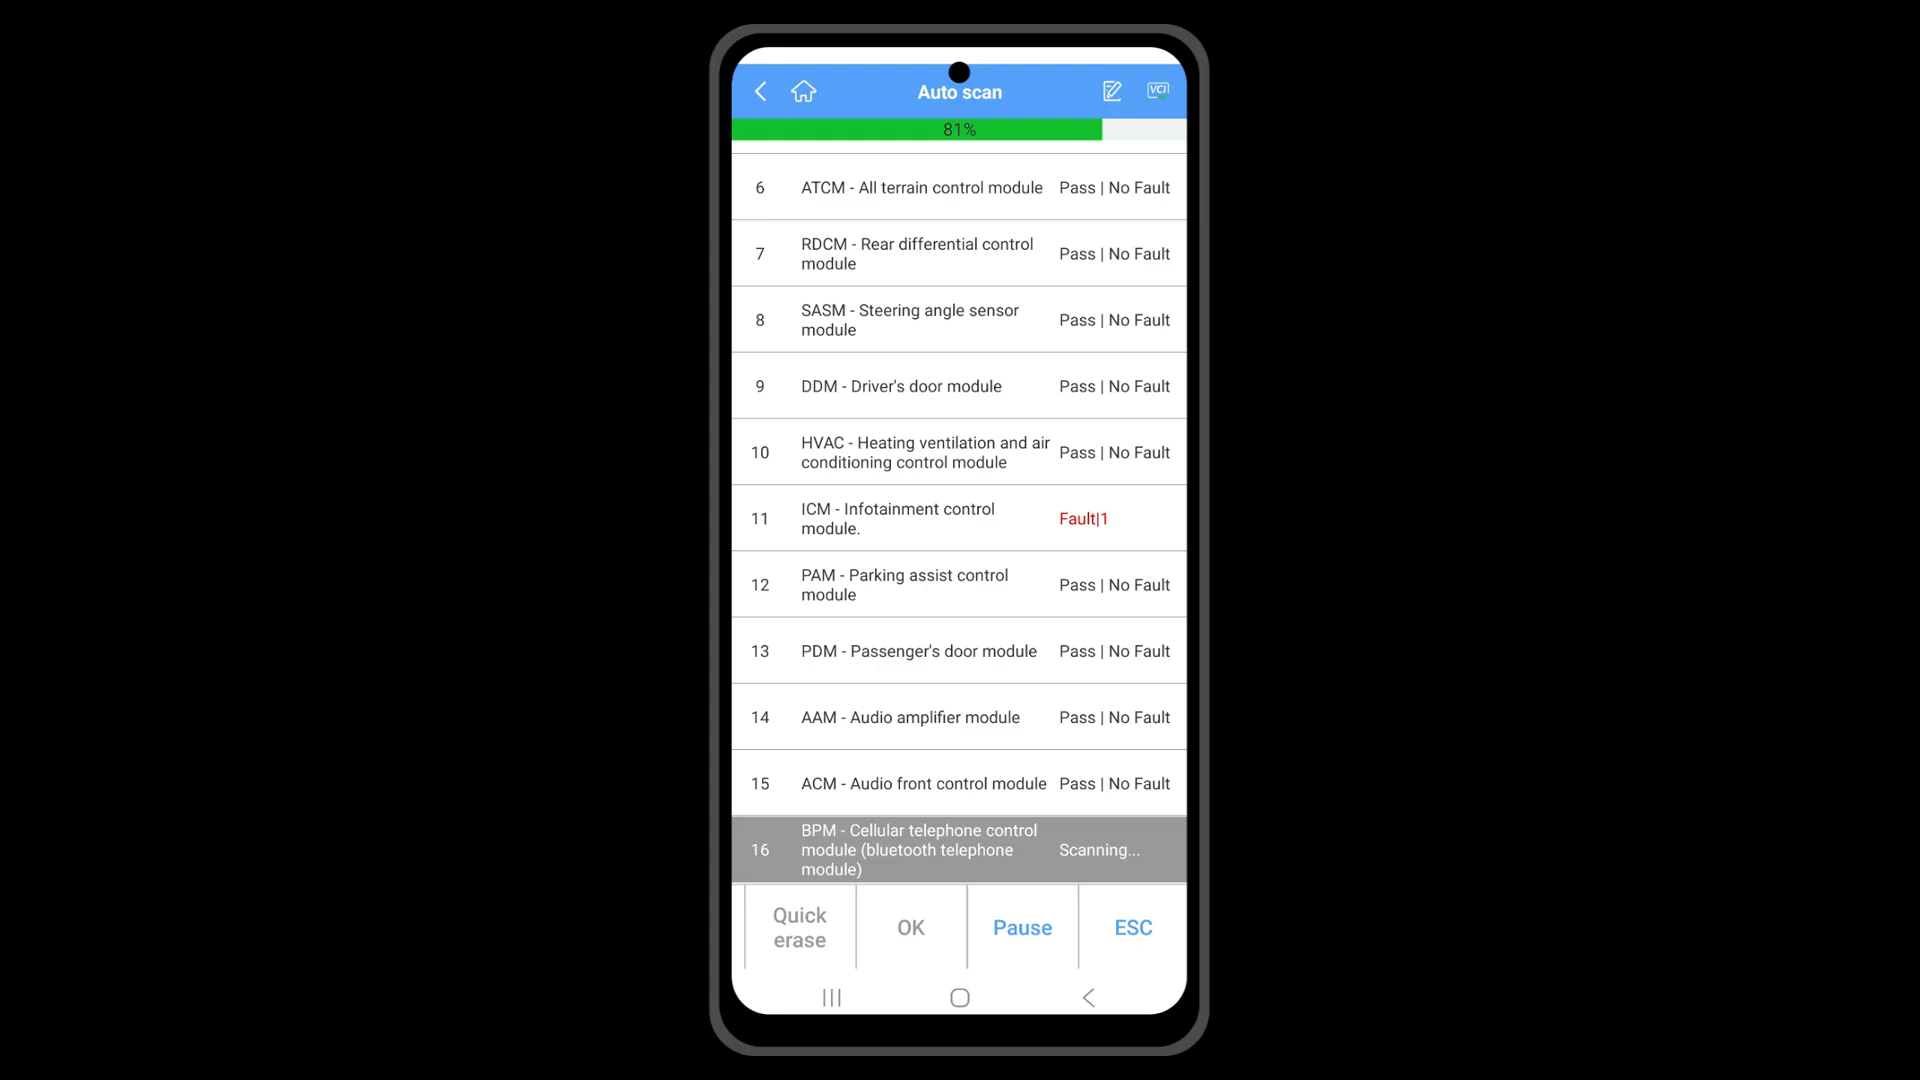 Auto scan
VCI
81%
6 ATCM - All terrain control module Pass | No Fault
7 RDCM - Rear differential control
module Pass | No Fault
8 SASM - Steering angle sensor
module Pass | No Fault
9 DDM - Driver's door module Pass | No Fault
10 HVAC - Heating ventilation and air
conditioning control module Pass | No Fault
11 ICM - Infotainment control
module. Fault|1
12 PAM - Parking assist control
module Pass | No Fault
13 PDM - Passenger's door module Pass | No Fault
14 AAM - Audio amplifier module Pass | No Fault
15 ACM - Audio front control module Pass | No Fault
16 BPM - Cellular telephone control
module (bluetooth telephone
module) Scanning...
Quick
erase
OK
Pause
ESC